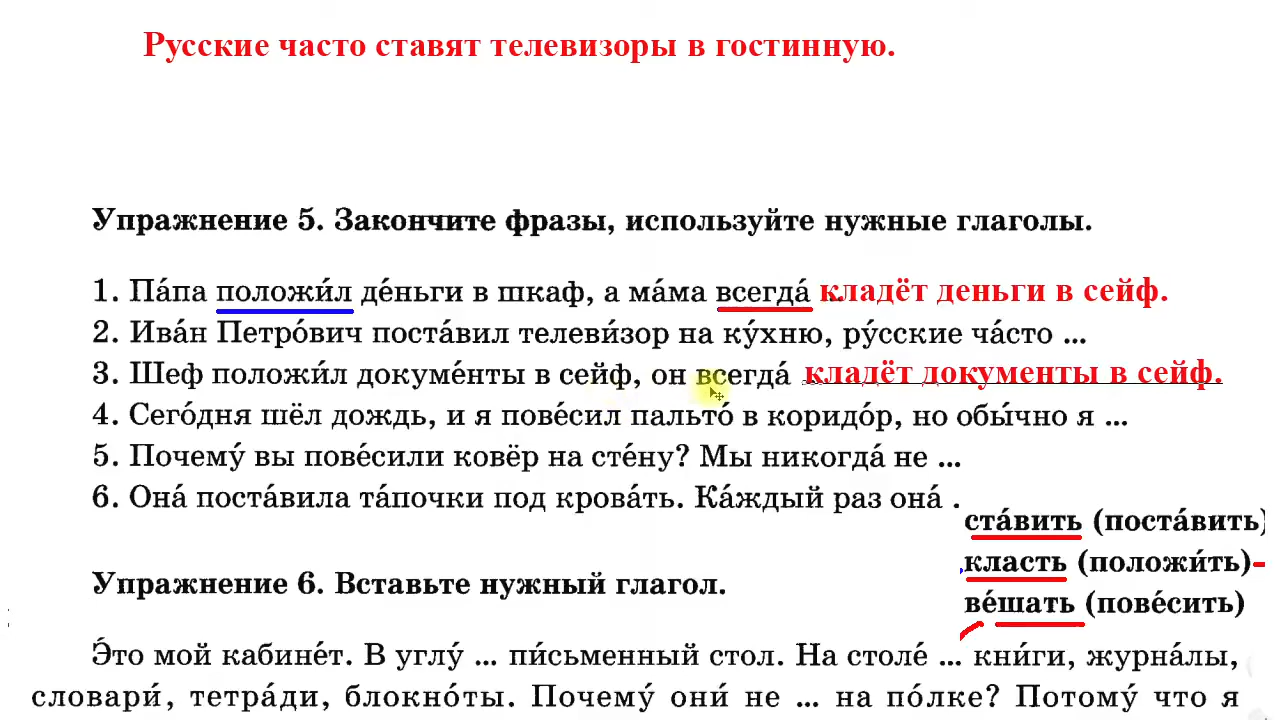 Русские часто ставят телевизоры в гостинную.
Упражнение 5. Закончите фразы, используйте нужные глаголы.
1. Па́па положи́л де́ньги в шкаф, а ма́ма всегда́ кладёт деньги в сейф.
2. Ива́н Петро́вич поста́вил телеви́зор на ку́хню, ру́сские ча́сто ...
3. Шеф положи́л докуме́нты в сейф, он всегда́ кладёт документы в сейф.
4. Сего́дня шёл дождь, и я пове́сил пальто́ в коридо́р, но обы́чно я ...
5. Почему́ вы пове́сили ковёр на сте́ну? Мы никогда́ не ...
6. Она́ поста́вила та́почки под крова́ть. Ка́ждый раз она́ .
ста́вить (поста́вить)
класть (положи́ть)
ве́шать (пове́сить)
Упражнение 6. Вставьте нужный глагол.
Э́то мой кабине́т. В углу́ ... пи́сьменный стол. На столе́ ... кни́ги, журна́лы,
словари́, тетра́ди, блокно́ты. Почему́ они́ не ... на по́лке? Потому́ что я